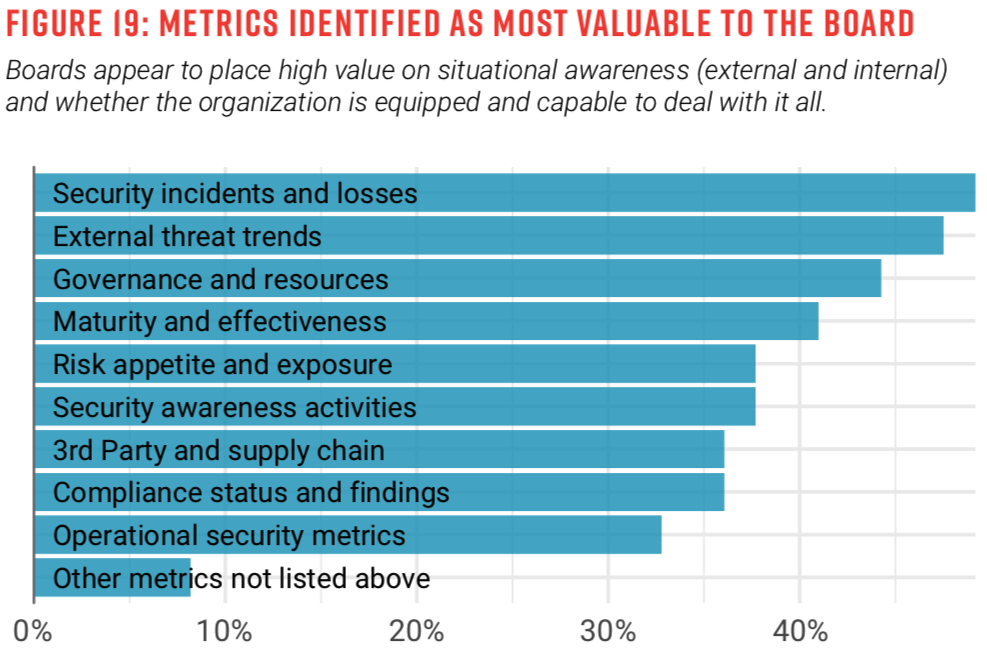 FIGURE 19: METRICS IDENTIFIED AS MOST VALUABLE TO THE BOARD
Boards appear to place high value on situational awareness (external and internal)
and whether the organization is equipped and capable to deal with it all.
Security incidents and losses
External threat trends
Governance and resources
Maturity and effectiveness
Risk appetite and exposure
Security awareness activities
3rd Party and supply chain
Compliance status and findings
Operational security metrics
Other metrics not listed above
0% 10% 20% 30% 40%